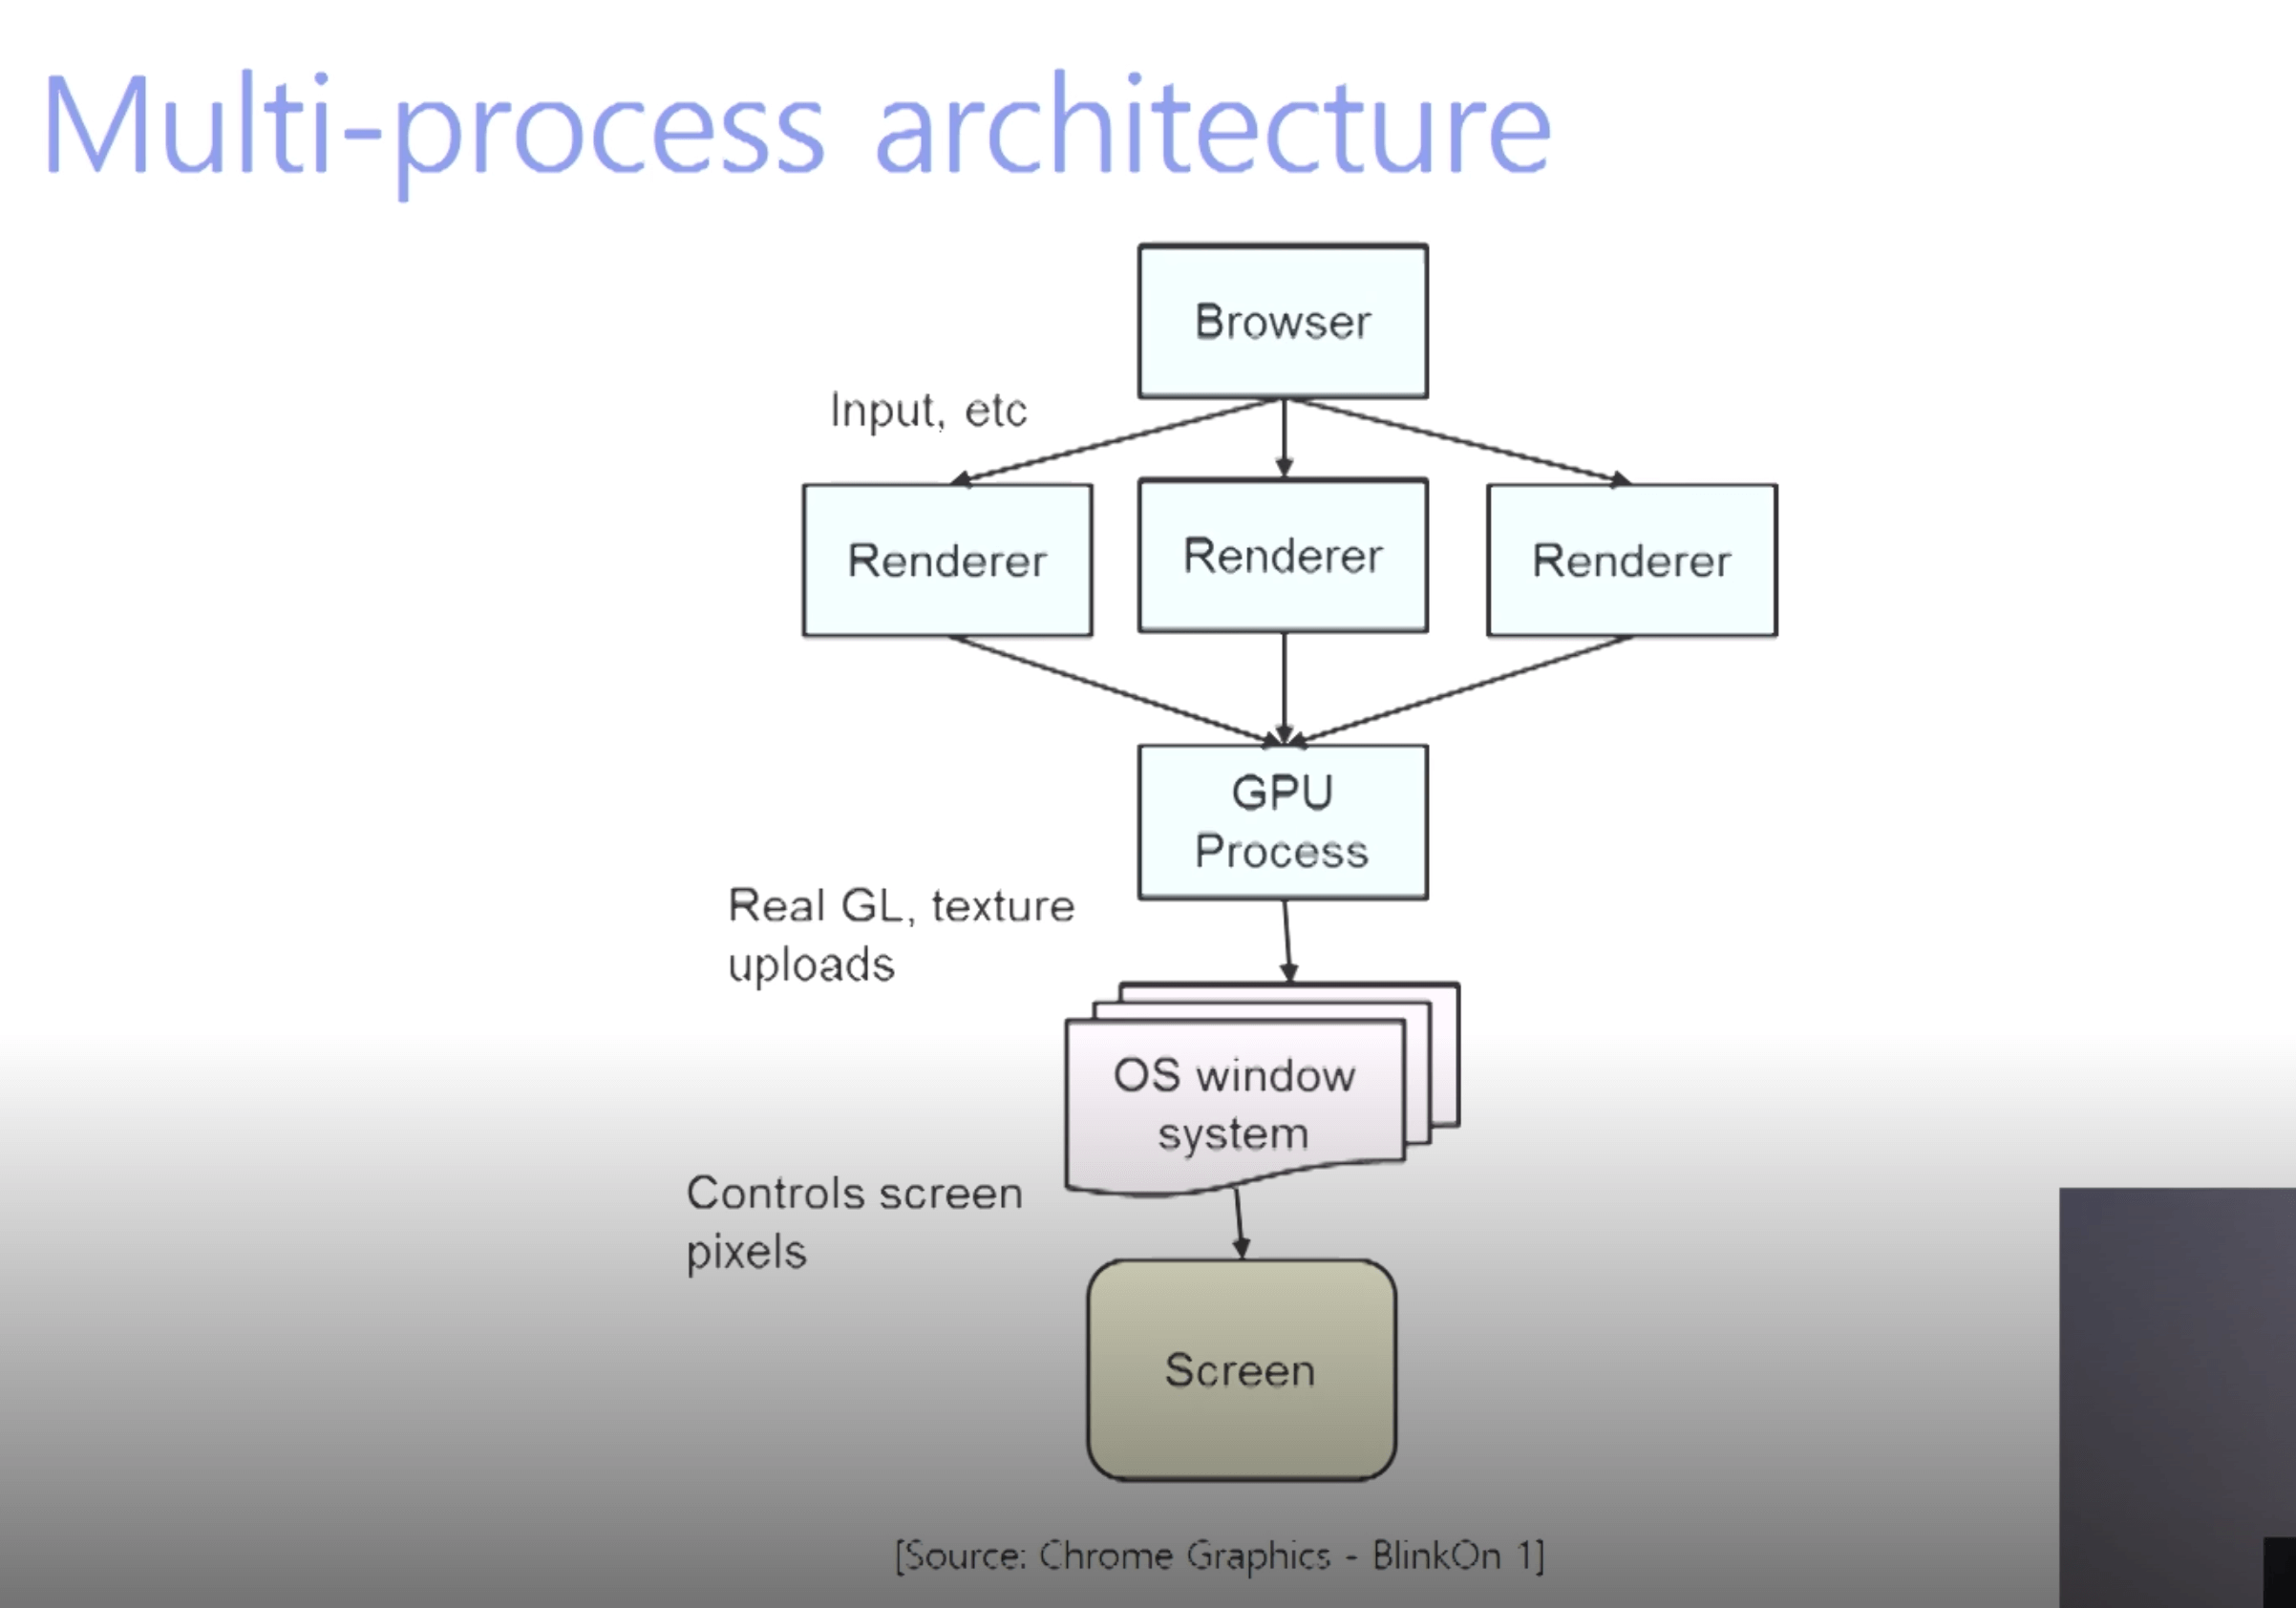 Multi-process architecture
Browser
Input, etc
Renderer
Renderer
Renderer
GPU
Process
Real GL, texture
uploads
OS window
system
Controls screen
pixels
Screen
[Source: Chrome Graphics - BlinkOn 1]